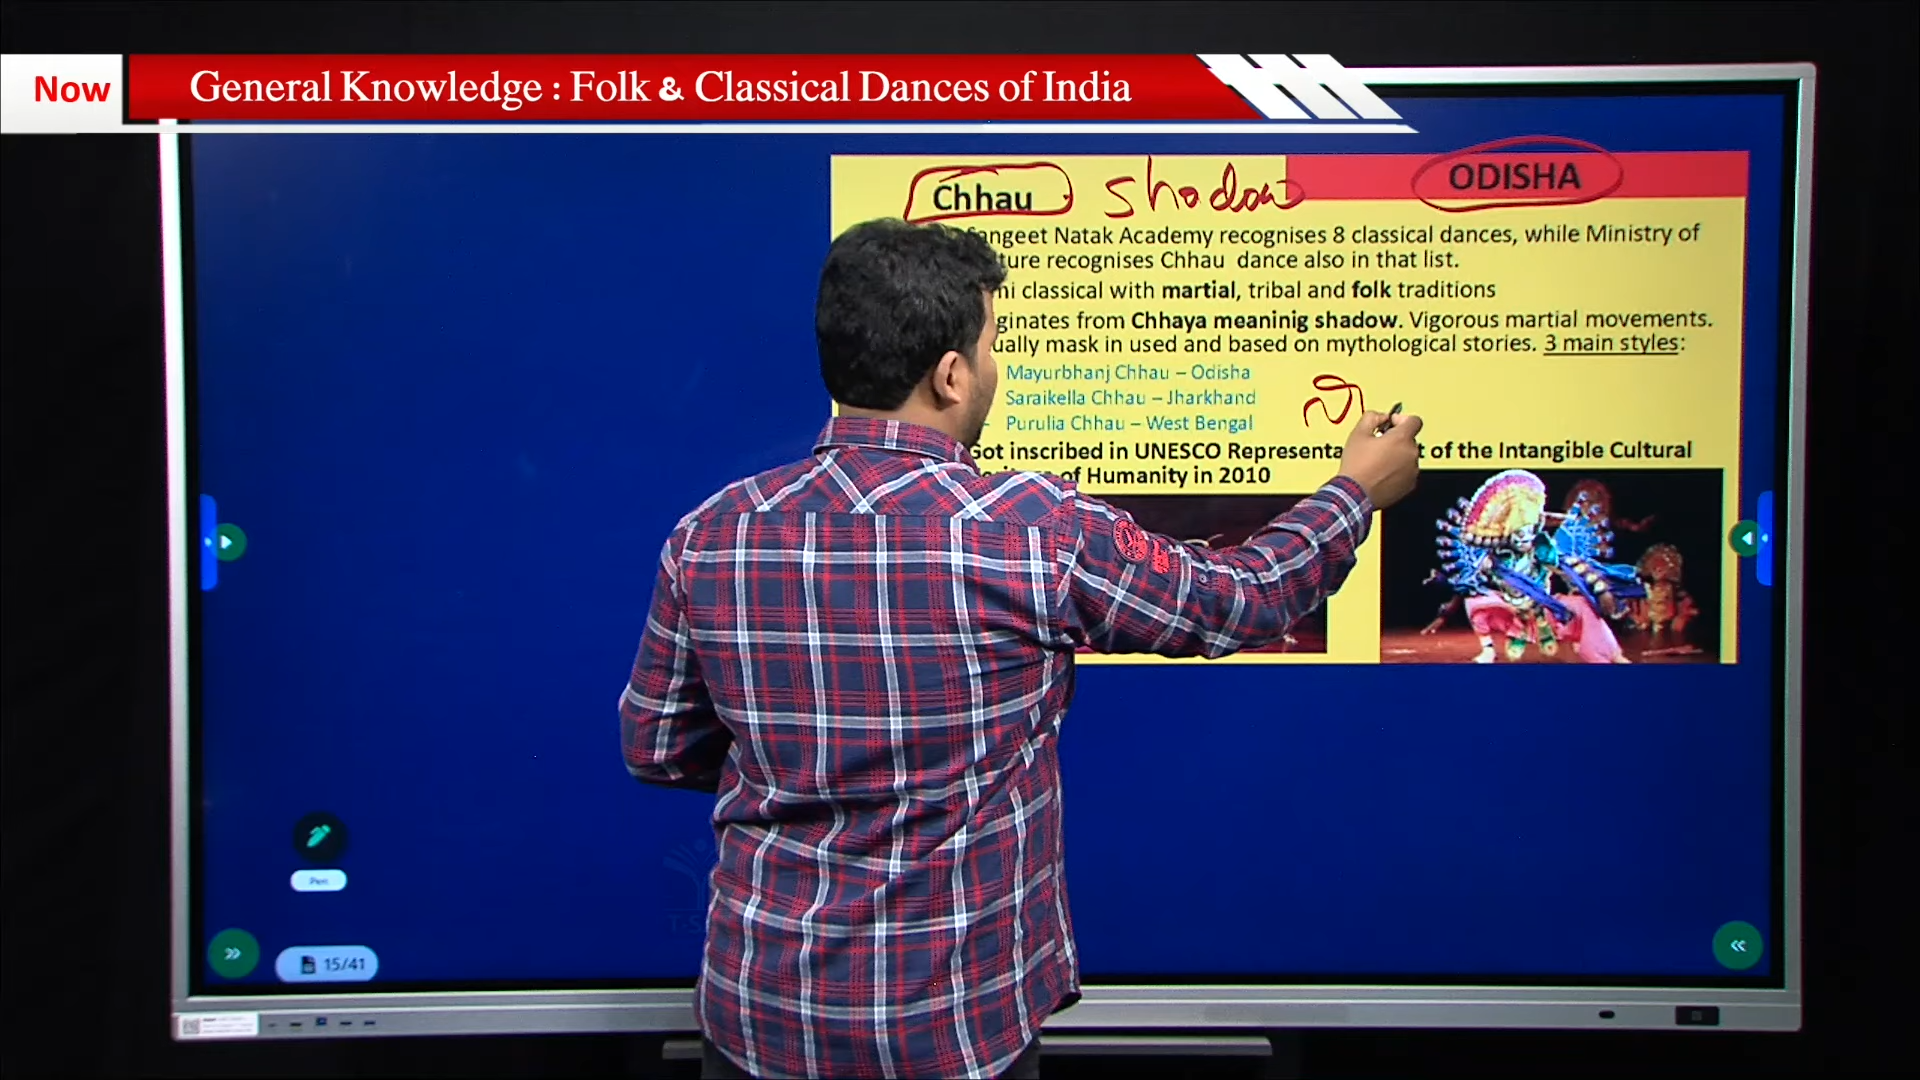 Now
General Knowledge : Folk & Classical Dances of India
Chhau shadow
ODISHA
Sangeet Natak Academy recognises 8 classical dances, while Ministry of
ture recognises Chhau dance also in that list.
mi classical with martial, tribal and folk traditions
ginates from Chhaya meaninig shadow. Vigorous martial movements.
ually mask in used and based on mythological stories. 3 main styles:
Mayurbhanj Chhau – Odisha
Saraikella Chhau – Jharkhand
- Purulia Chhau – West Bengal
Got inscribed in UNESCO Representa t of the Intangible Cultural
of Humanity in 2010
Pen
15/41